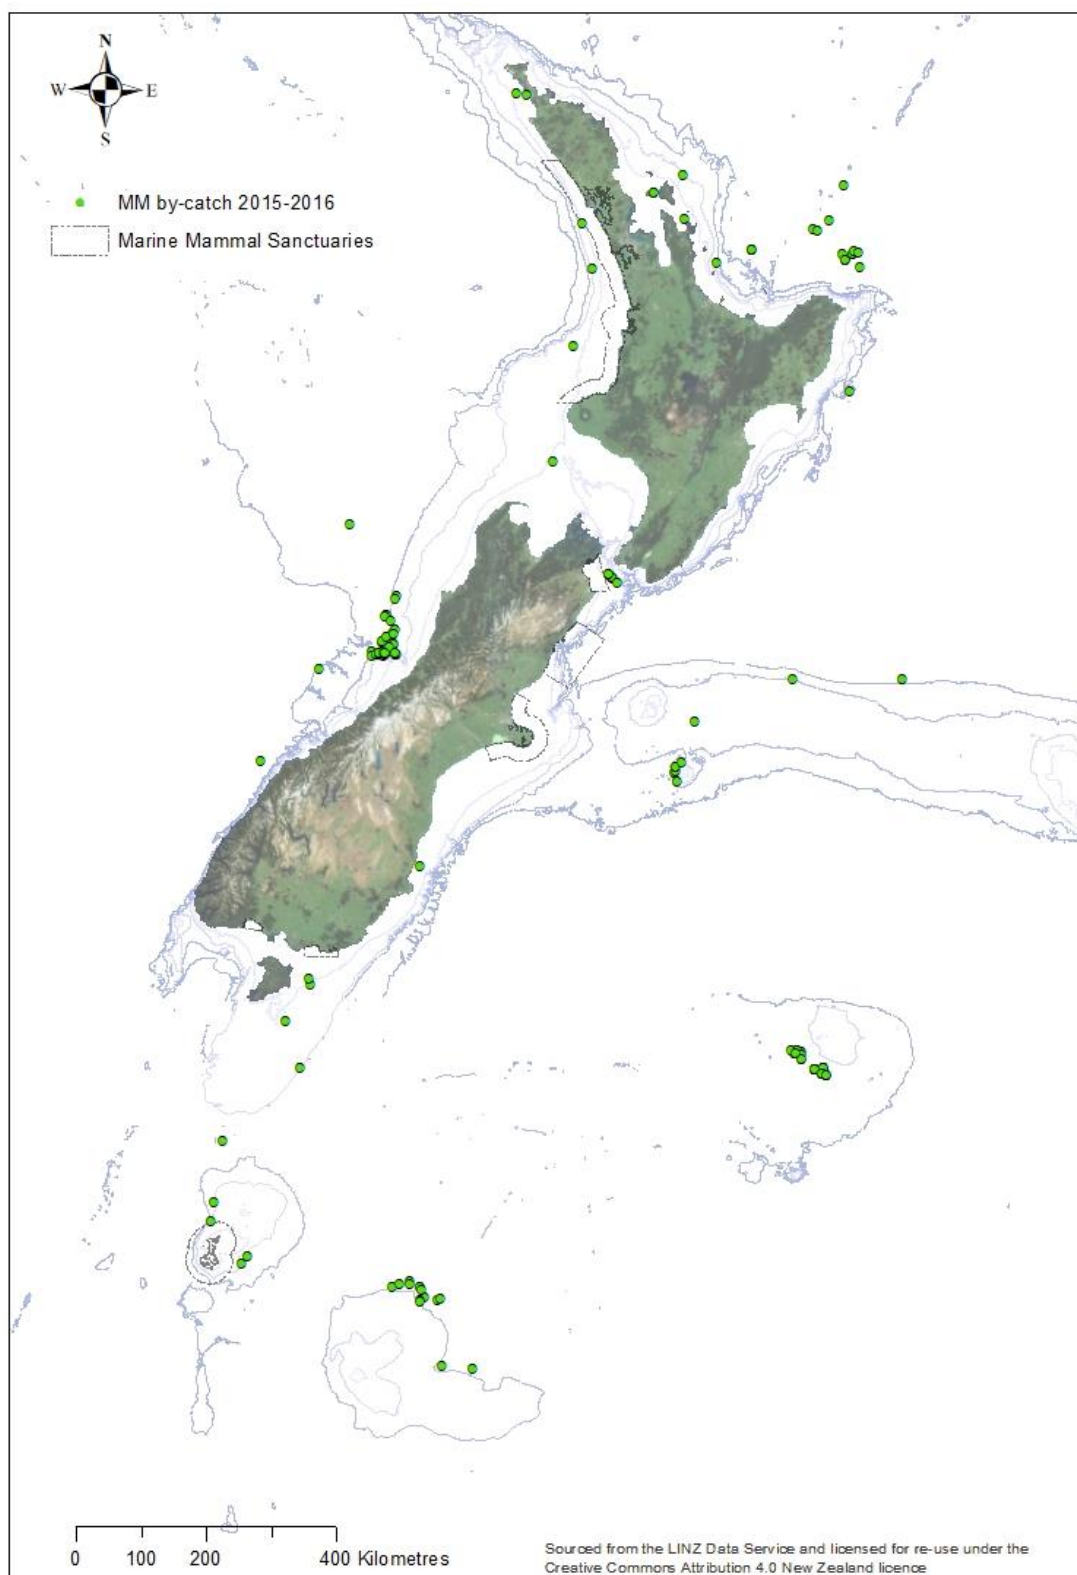 N
W E
S
MM by-catch 2015-2016
Marine Mammal Sanctuaries
0 100 200 400 Kilometres
Sourced from the LINZ Data Service and licensed for re-use under the
Creative Commons Attribution 4.0 New Zealand licence